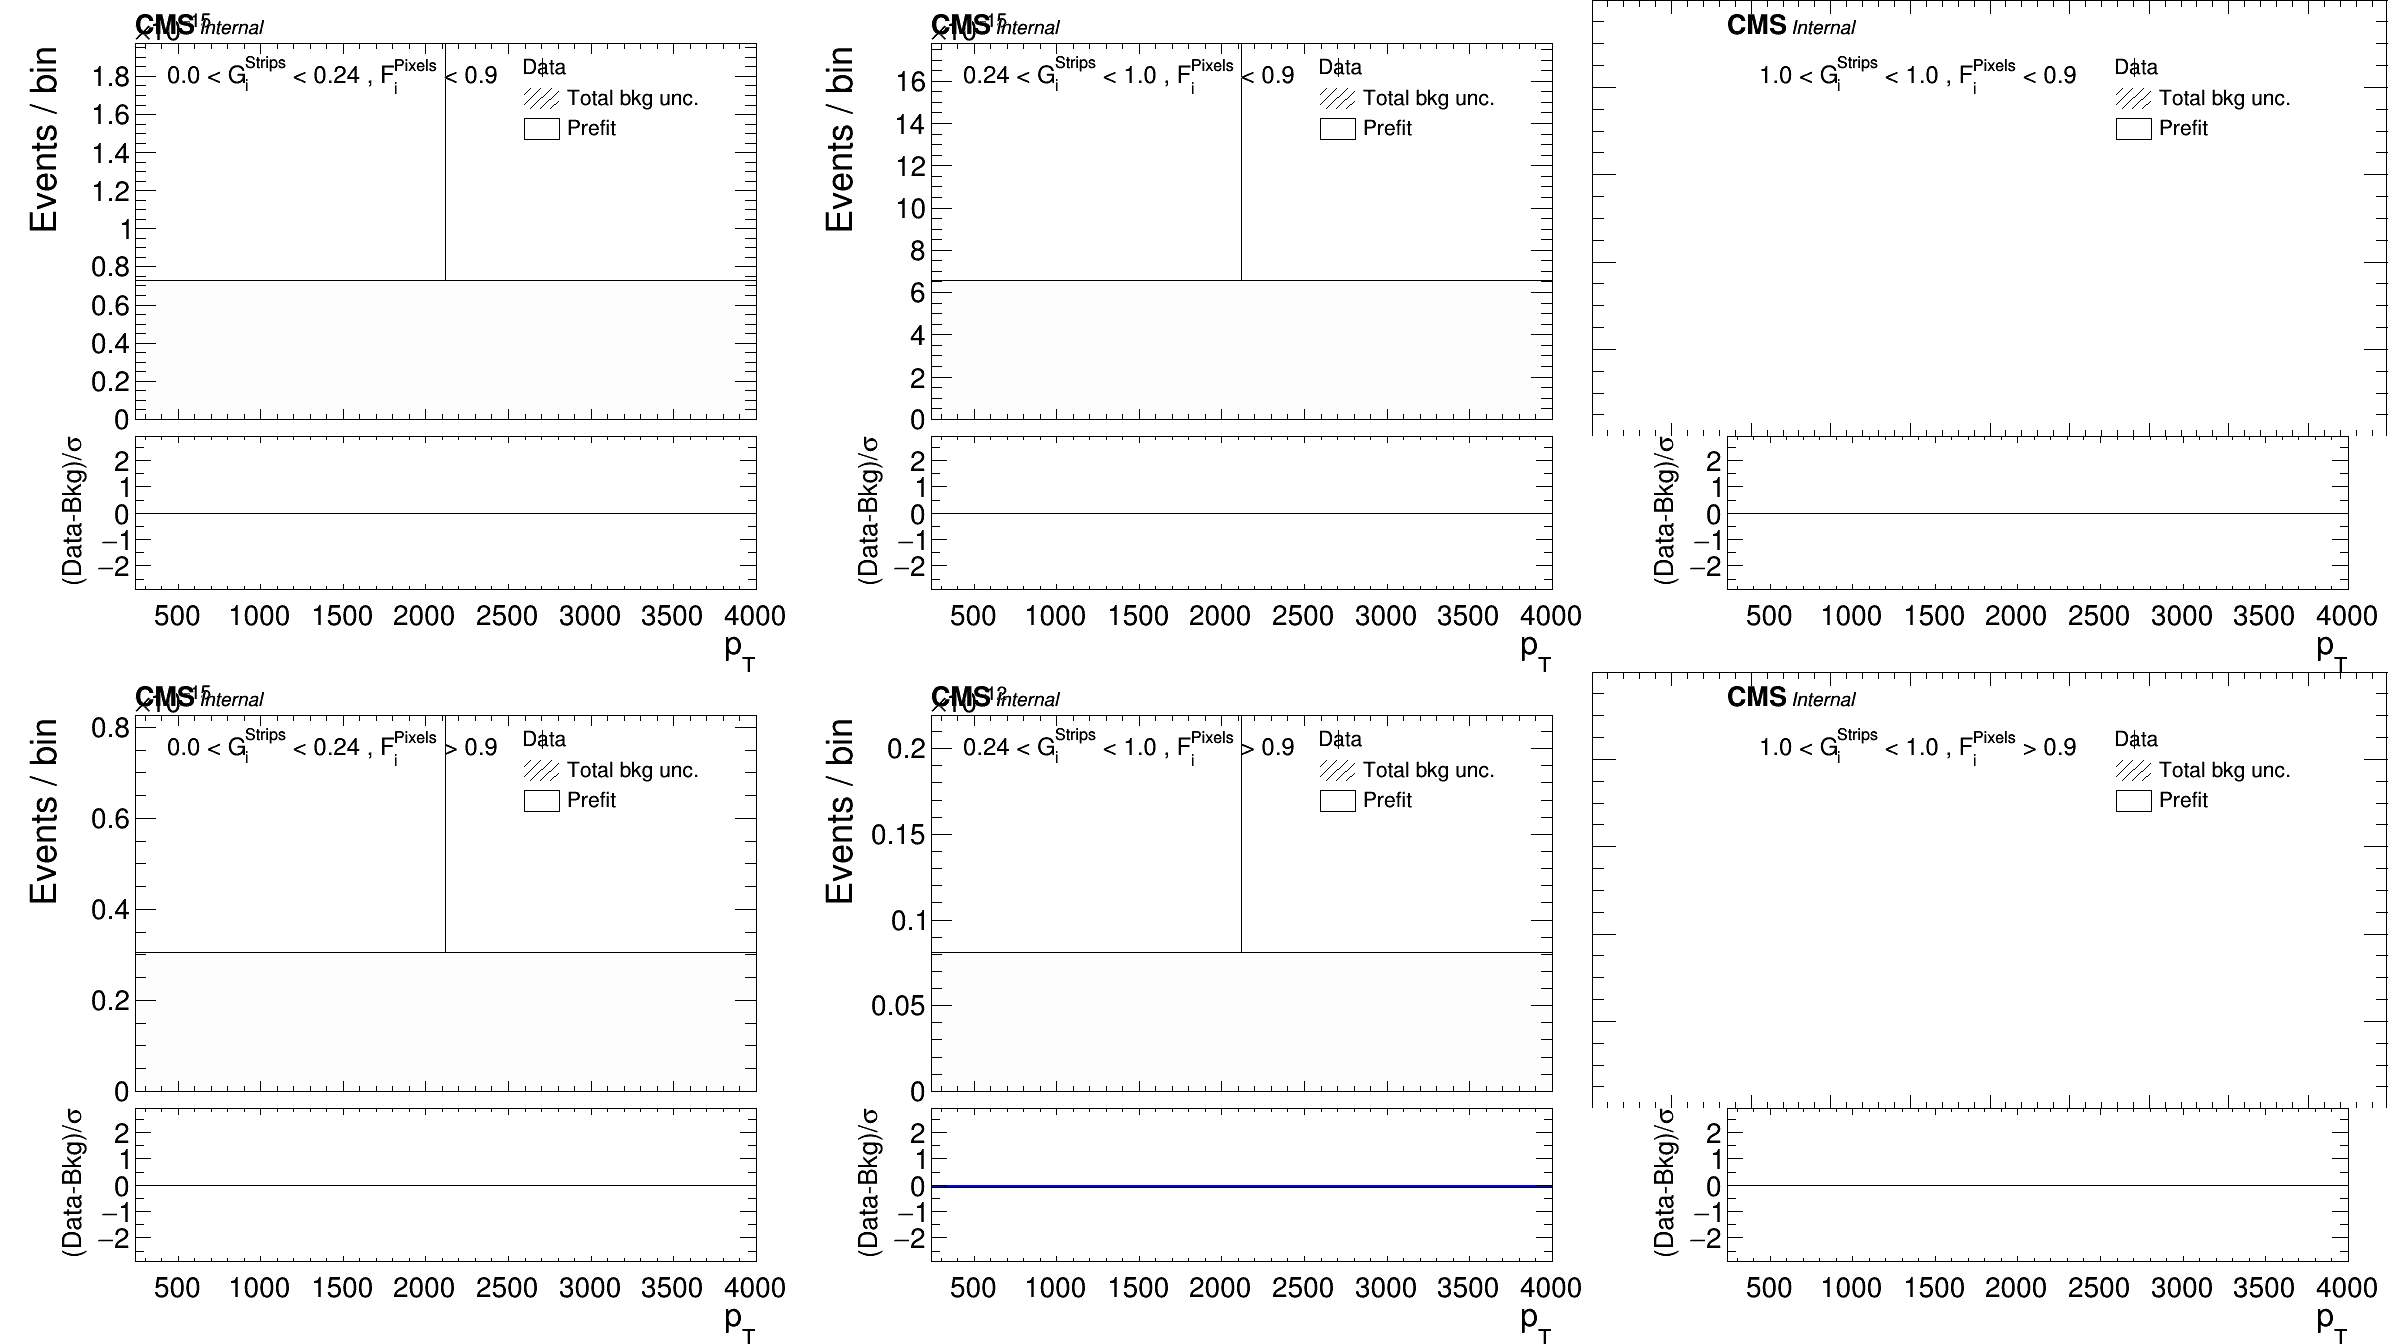 CMS Internal
Events / bin
0.0 < G_i^Strips < 0.24 , F_i^Pixels < 0.9
Data
Total bkg unc.
Prefit
1.8
1.6
1.4
1.2
1
0.8
0.6
0.4
0.2
0
(Data-Bkg)/σ
2
1
0
−1
−2
500 1000 1500 2000 2500 3000 3500 4000
p_T
CMS Internal
Events / bin
0.24 < G_i^Strips < 1.0 , F_i^Pixels < 0.9
Data
Total bkg unc.
Prefit
16
14
12
10
8
6
4
2
0
(Data-Bkg)/σ
2
1
0
−1
−2
500 1000 1500 2000 2500 3000 3500 4000
p_T
CMS Internal
1.0 < G_i^Strips < 1.0 , F_i^Pixels < 0.9
Data
Total bkg unc.
Prefit
(Data-Bkg)/σ
2
1
0
−1
−2
500 1000 1500 2000 2500 3000 3500 4000
p_T
CMS Internal
Events / bin
0.0 < G_i^Strips < 0.24 , F_i^Pixels > 0.9
Data
Total bkg unc.
Prefit
0.8
0.6
0.4
0.2
0
(Data-Bkg)/σ
2
1
0
−1
−2
500 1000 1500 2000 2500 3000 3500 4000
p_T
CMS Internal
Events / bin
0.24 < G_i^Strips < 1.0 , F_i^Pixels > 0.9
Data
Total bkg unc.
Prefit
0.2
0.15
0.1
0.05
0
(Data-Bkg)/σ
2
1
0
−1
−2
500 1000 1500 2000 2500 3000 3500 4000
p_T
CMS Internal
1.0 < G_i^Strips < 1.0 , F_i^Pixels > 0.9
Data
Total bkg unc.
Prefit
(Data-Bkg)/σ
2
1
0
−1
−2
500 1000 1500 2000 2500 3000 3500 4000
p_T